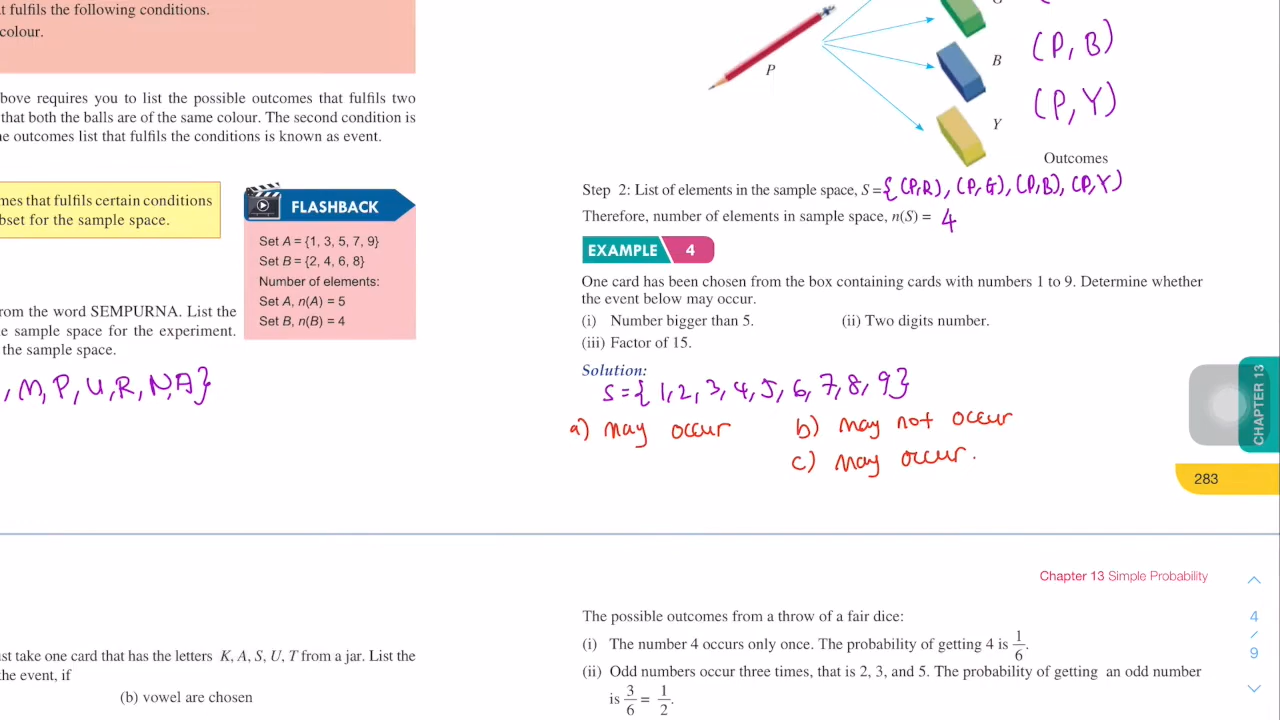 at fulfils the following conditions.
colour.
bove requires you to list the possible outcomes that fulfils two
that both the balls are of the same colour. The second condition is
he outcomes list that fulfils the conditions is known as event.
mes that fulfils certain conditions
bset for the sample space.
FLASHBACK
Set A = {1, 3, 5, 7, 9}
Set B = {2, 4, 6, 8}
Number of elements:
Set A, n(A) = 5
Set B, n(B) = 4
rom the word SEMPURNA. List the
e sample space for the experiment.
the sample space.
, M, P, U, R, N, A}
ust take one card that has the letters K, A, S, U, T from a jar. List the
the event, if
(b) vowel are chosen
P
(P, B)
B
(P, Y)
Y
Outcomes
Step 2: List of elements in the sample space, S = {(P,R), (P,G), (P,B), (P,Y)
Therefore, number of elements in sample space, n(S) = 4
EXAMPLE 4
One card has been chosen from the box containing cards with numbers 1 to 9. Determine whether
the event below may occur.
(i) Number bigger than 5. (ii) Two digits number.
(iii) Factor of 15.
Solution:
S = { 1, 2, 3, 4, 5, 6, 7, 8, 9}
a) may occur b) may not occur
c) may occur.
CHAPTER 13
283
Chapter 13 Simple Probability
The possible outcomes from a throw of a fair dice:
(i) The number 4 occurs only once. The probability of getting 4 is 1/6.
(ii) Odd numbers occur three times, that is 2, 3, and 5. The probability of getting an odd number
is 3/6 = 1/2.
4
/
9